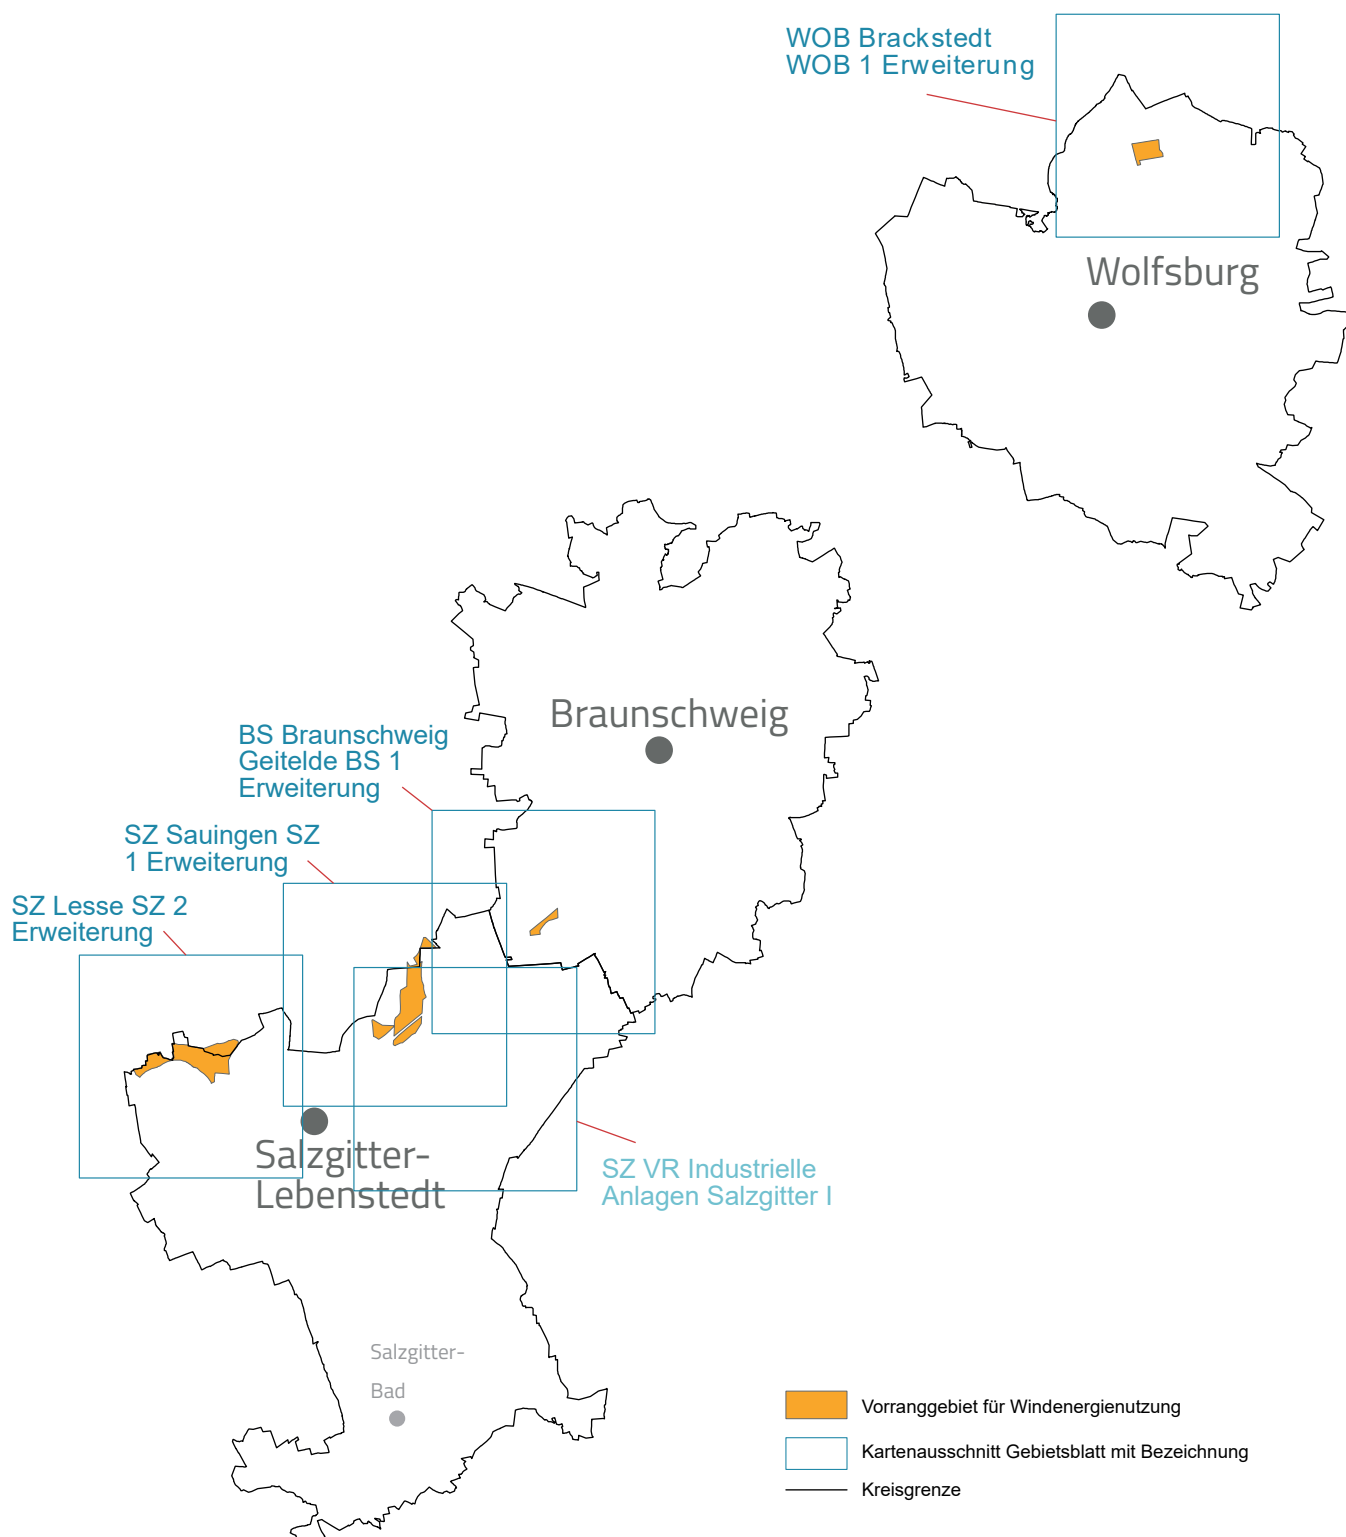 WOB Brackstedt
WOB 1 Erweiterung
Wolfsburg
Braunschweig
BS Braunschweig
Geitelde BS 1
Erweiterung
SZ Sauingen SZ
1 Erweiterung
SZ Lesse SZ 2
Erweiterung
Salzgitter-
Lebenstedt
SZ VR Industrielle
Anlagen Salzgitter I
Salzgitter-
Bad
Vorranggebiet für Windenergienutzung
Kartenausschnitt Gebietsblatt mit Bezeichnung
Kreisgrenze